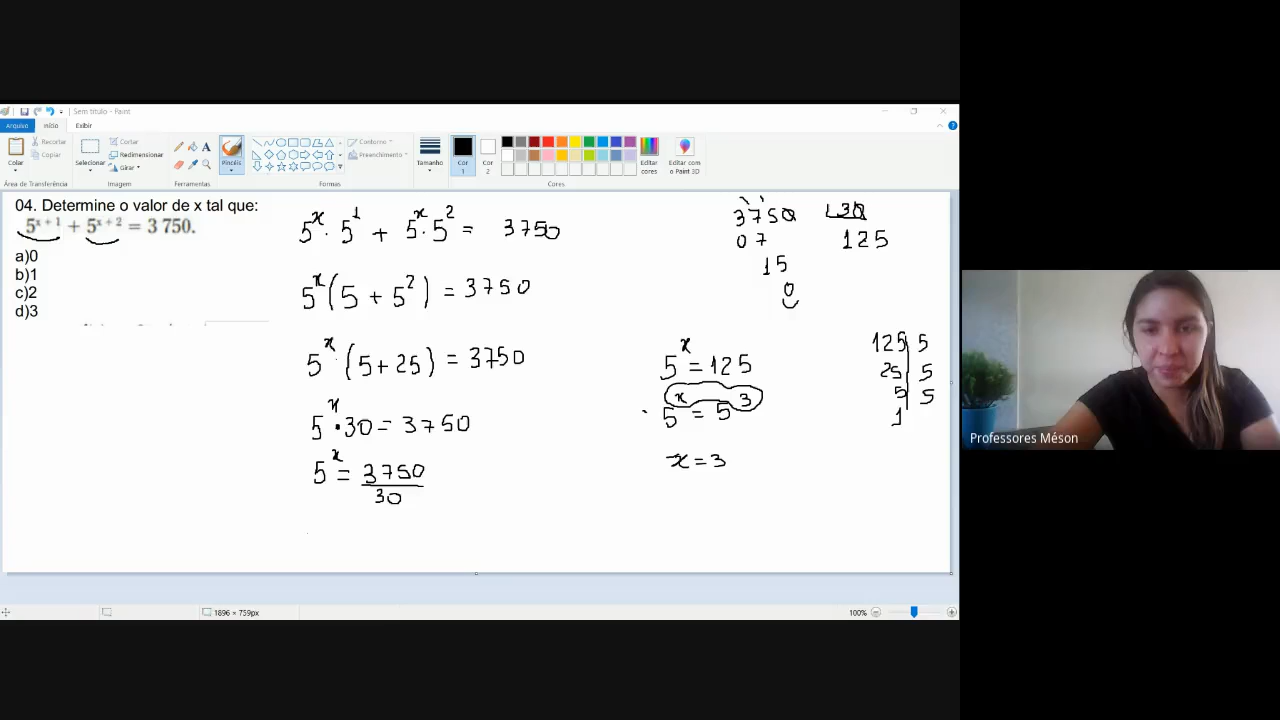 Sem título - Paint
Arquivo Início Exibir
Colar
Recortar
Copiar
Área de Transferência
Selecionar
Cortar
Redimensionar
Girar
Imagem
Pincéis
Ferramentas
Contorno
Preenchimento
Formas
Tamanho
Cor 1
Cor 2
Editar cores
Editar com o Paint 3D
Cores
04. Determine o valor de x tal que:
5^{x+1} + 5^{x+2} = 3 750.
a)0
b)1
c)2
d)3
5^x · 5^1 + 5^x · 5^2 = 3750
5^x (5 + 5^2) = 3750
5^x · (5 + 25) = 3750
5^x · 30 = 3750
5^x = 3750/30
3750 30
07 125
15
0
5^x = 125
5^x = 5^3
x = 3
125 5
25 5
5 5
1
Professores Méson
1896 × 759px
100%